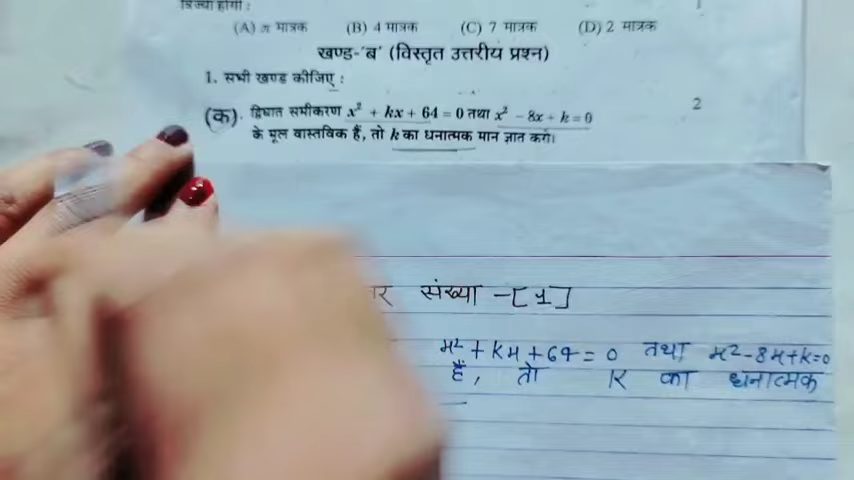 त्रिज्या होगी :
(A) π मात्रक (B) 4 मात्रक (C) 7 मात्रक (D) 2 मात्रक
खण्ड-'ब' (विस्तृत उत्तरीय प्रश्न)
1. सभी खण्ड कीजिए :
(क). द्विघात समीकरण x² + kx + 64 = 0 तथा x² - 8x + k = 0 2
के मूल वास्तविक हैं, तो k का धनात्मक मान ज्ञात करो।
संख्या -[1]
x² + Kx + 64 = 0 तथा x² - 8x + k = 0
हैं, तो K का धनात्मक